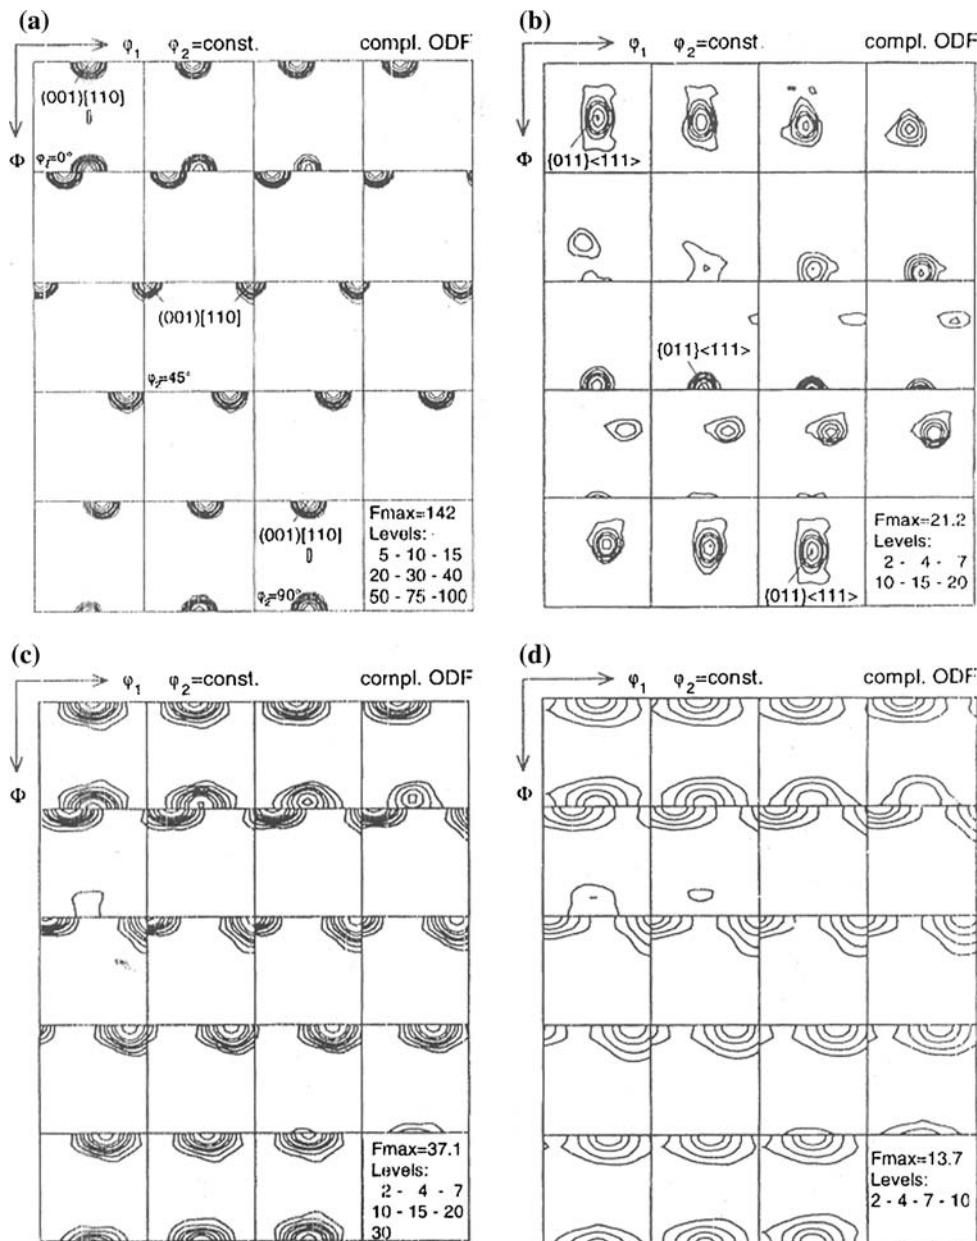 (a)
φ1 φ2=const. compl. ODF
Φ
(001)[110]
φ2=0°
(001)[110]
φ2=45°
(001)[110]
φ2=90°
Fmax=142
Levels:
5 - 10 - 15
20 - 30 - 40
50 - 75 -100
(b)
φ1 φ2=const. compl. ODF
Φ
{011}<111>
{011}<111>
{011}<111>
Fmax=21.2
Levels:
2 - 4 - 7
10 - 15 - 20
(c)
φ1 φ2=const. compl. ODF
Φ
Fmax=37.1
Levels:
2 - 4 - 7
10 - 15 - 20
30
(d)
φ1 φ2=const. compl. ODF
Φ
Fmax=13.7
Levels:
2 - 4 - 7 - 10